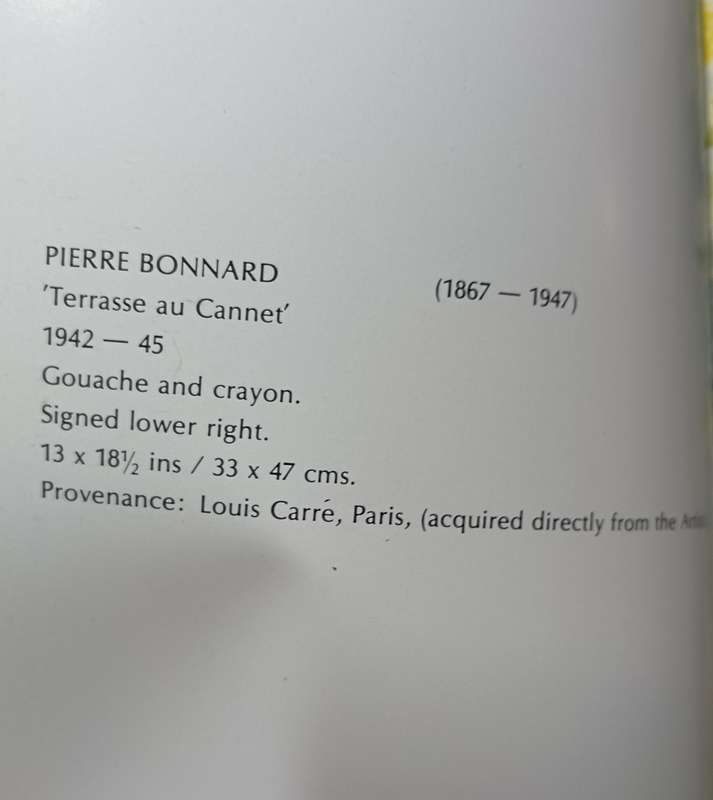 PIERRE BONNARD (1867 — 1947)
'Terrasse au Cannet'
1942 — 45
Gouache and crayon.
Signed lower right.
13 x 18½ ins / 33 x 47 cms.
Provenance: Louis Carré, Paris, (acquired directly from the